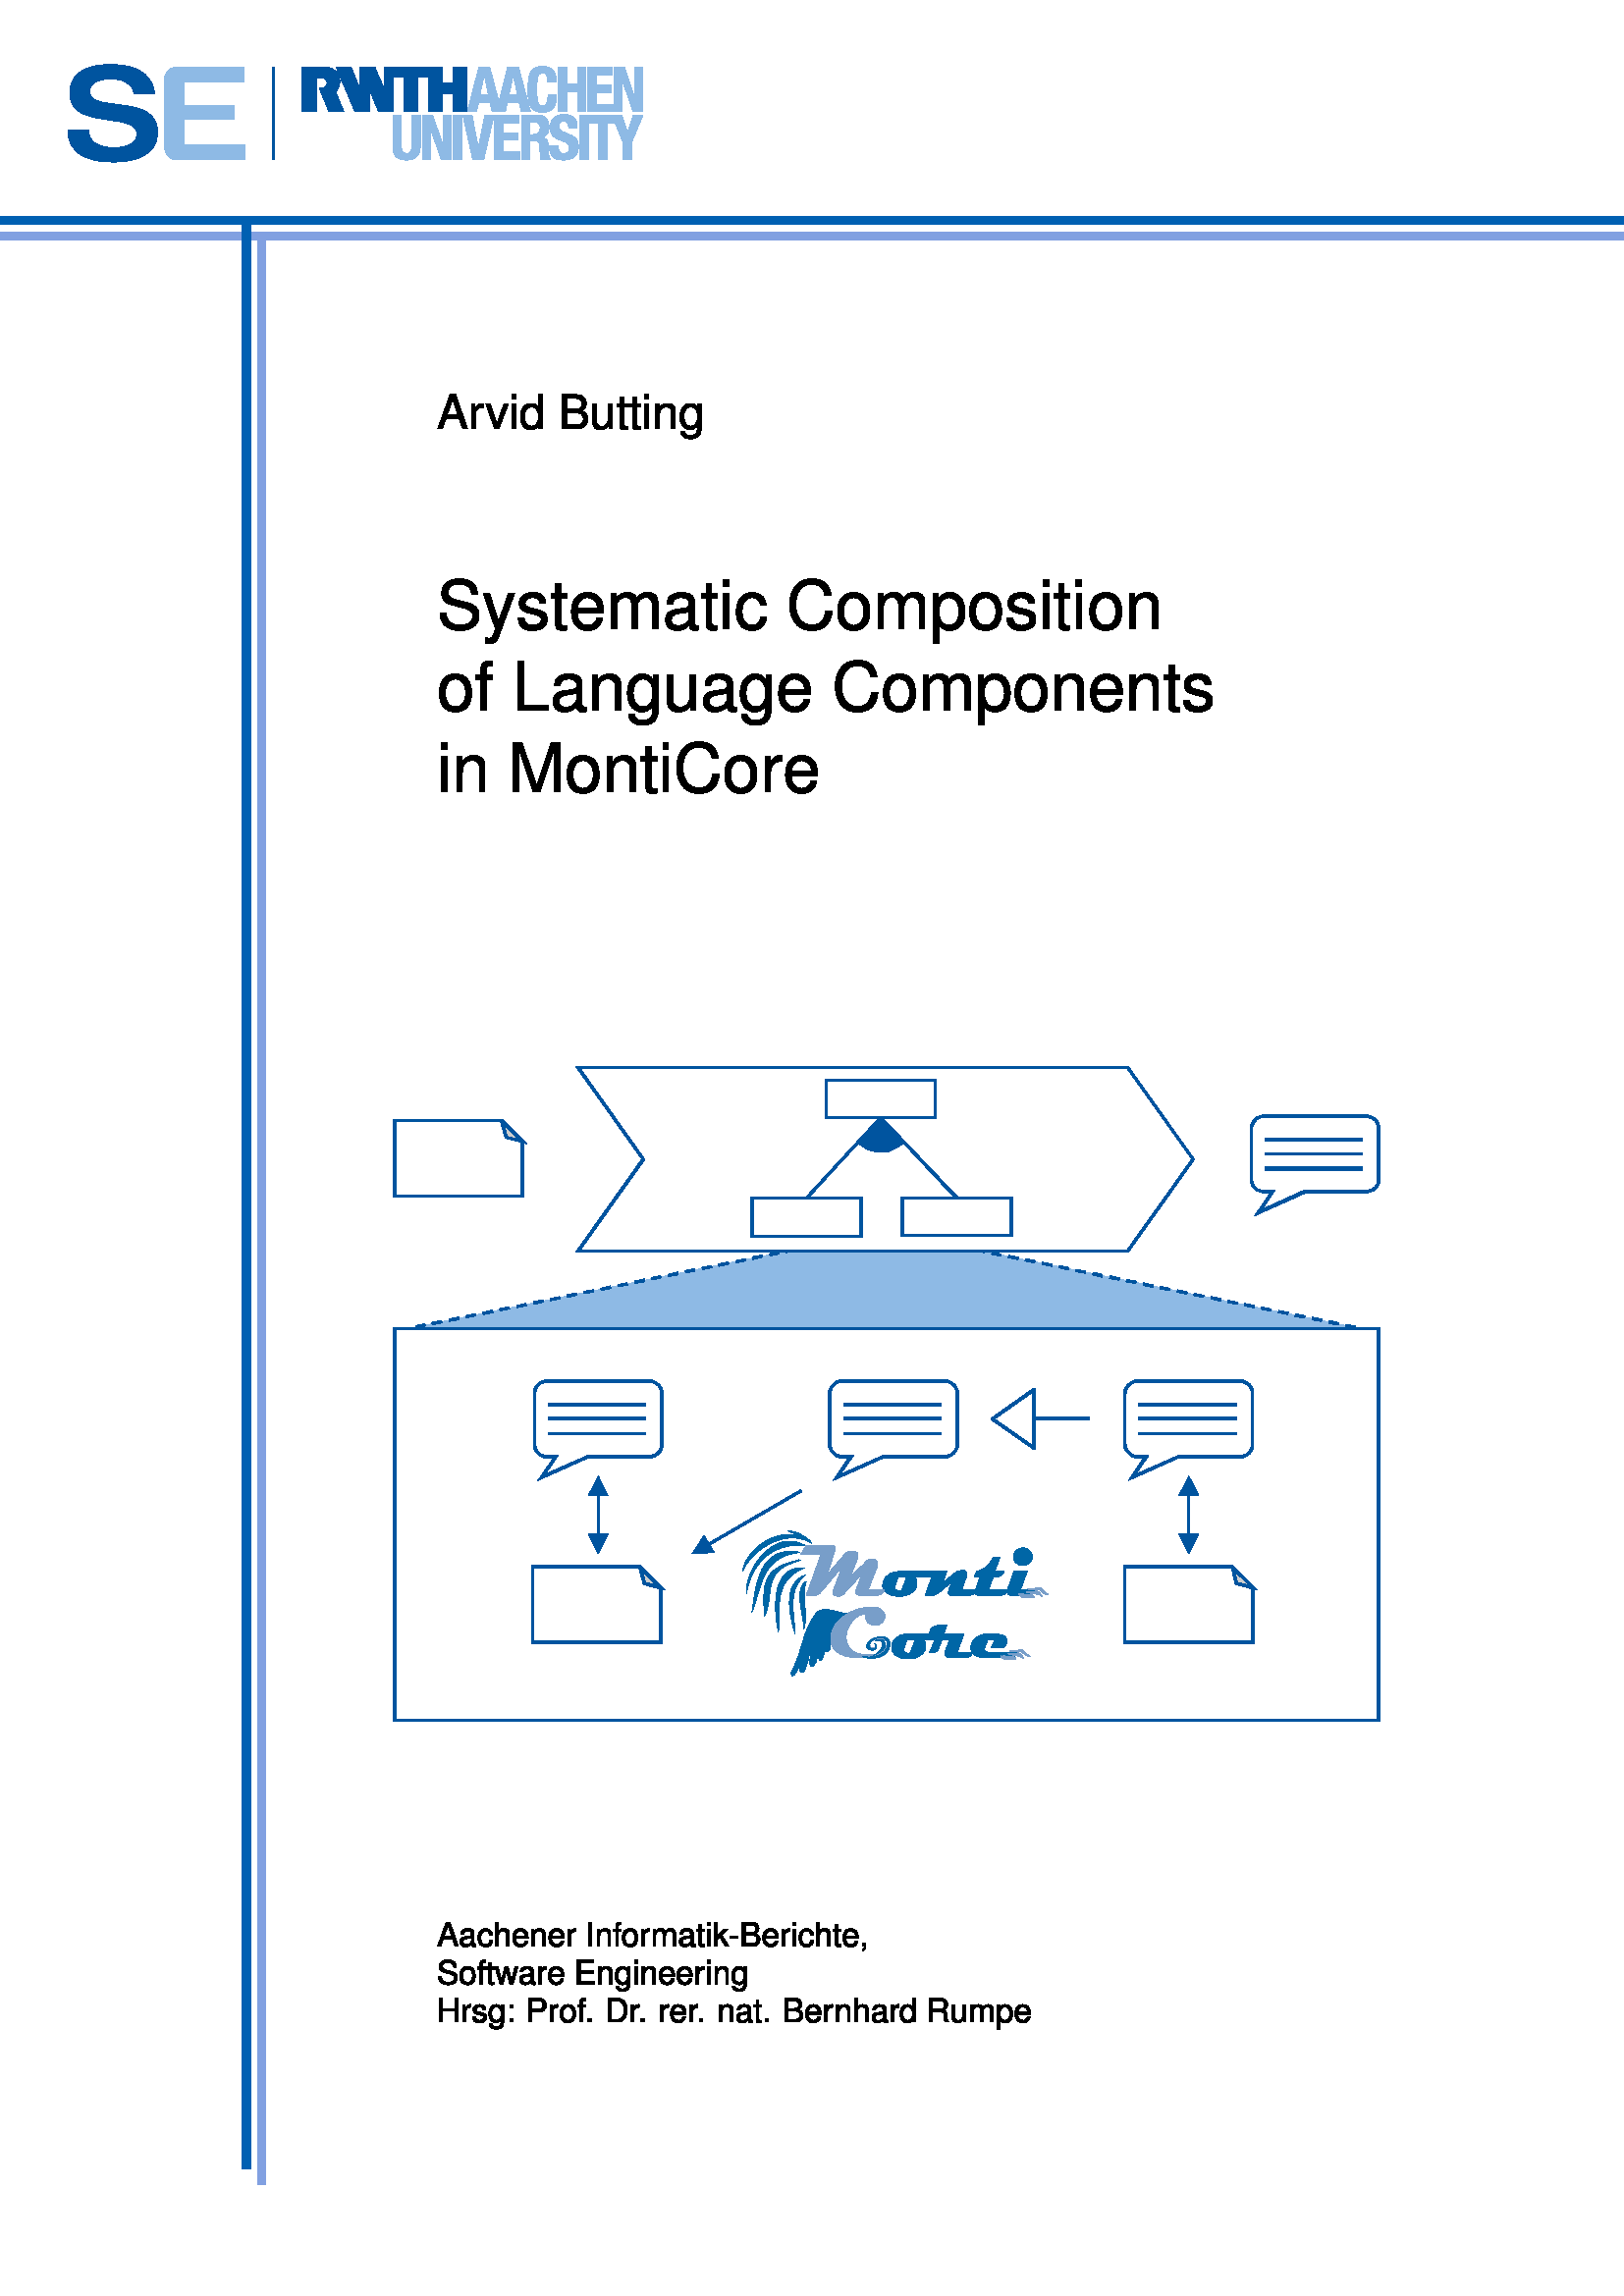 SE RWTHAACHEN
UNIVERSITY
Arvid Butting
Systematic Composition
of Language Components
in MontiCore
Monti
Core
Aachener Informatik-Berichte,
Software Engineering
Hrsg: Prof. Dr. rer. nat. Bernhard Rumpe